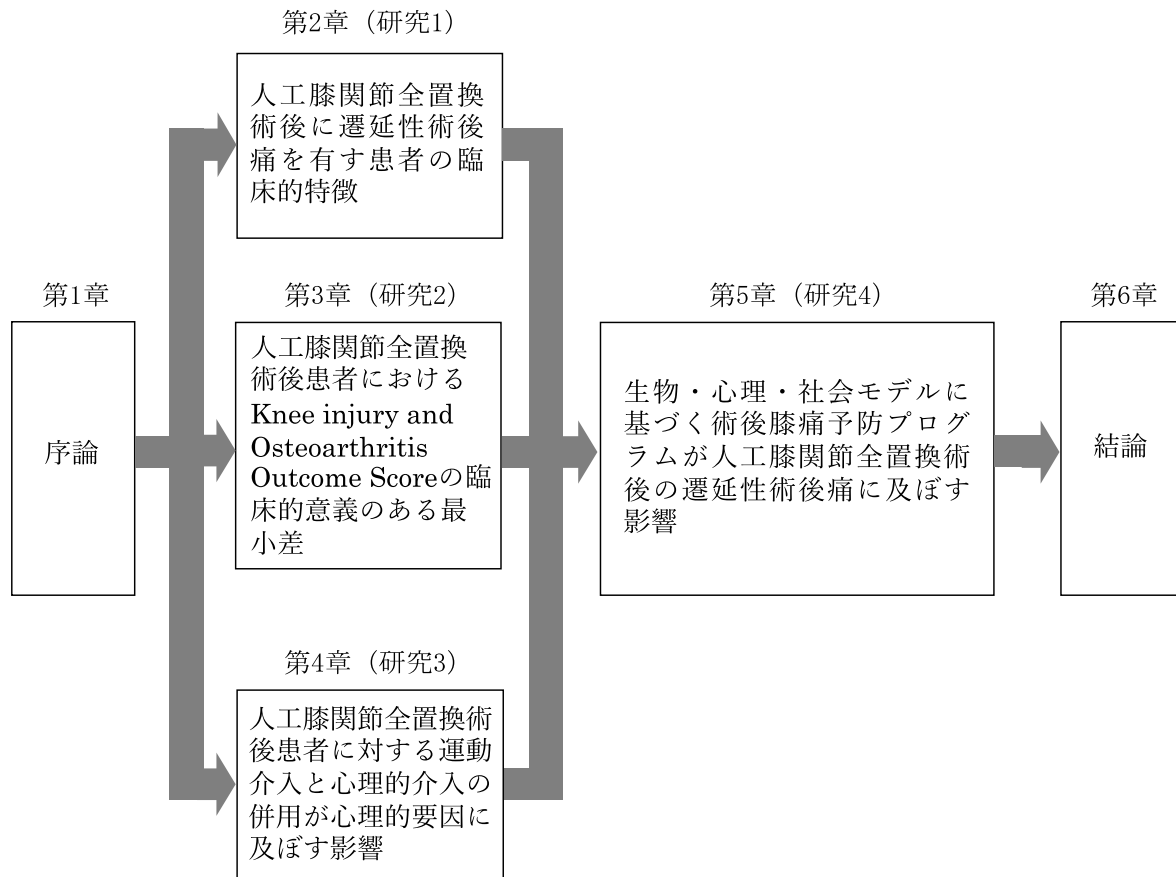 第2章（研究1）
人工膝関節全置換
術後に遷延性術後
痛を有す患者の臨
床的特徴
第1章
序論
第3章（研究2）
人工膝関節全置換
術後患者における
Knee injury and
Osteoarthritis
Outcome Scoreの臨
床的意義のある最
小差
第4章（研究3）
人工膝関節全置換術
後患者に対する運動
介入と心理的介入の
併用が心理的要因に
及ぼす影響
第5章（研究4）
生物・心理・社会モデルに
基づく術後膝痛予防プログ
ラムが人工膝関節全置換術
後の遷延性術後痛に及ぼす
影響
第6章
結論